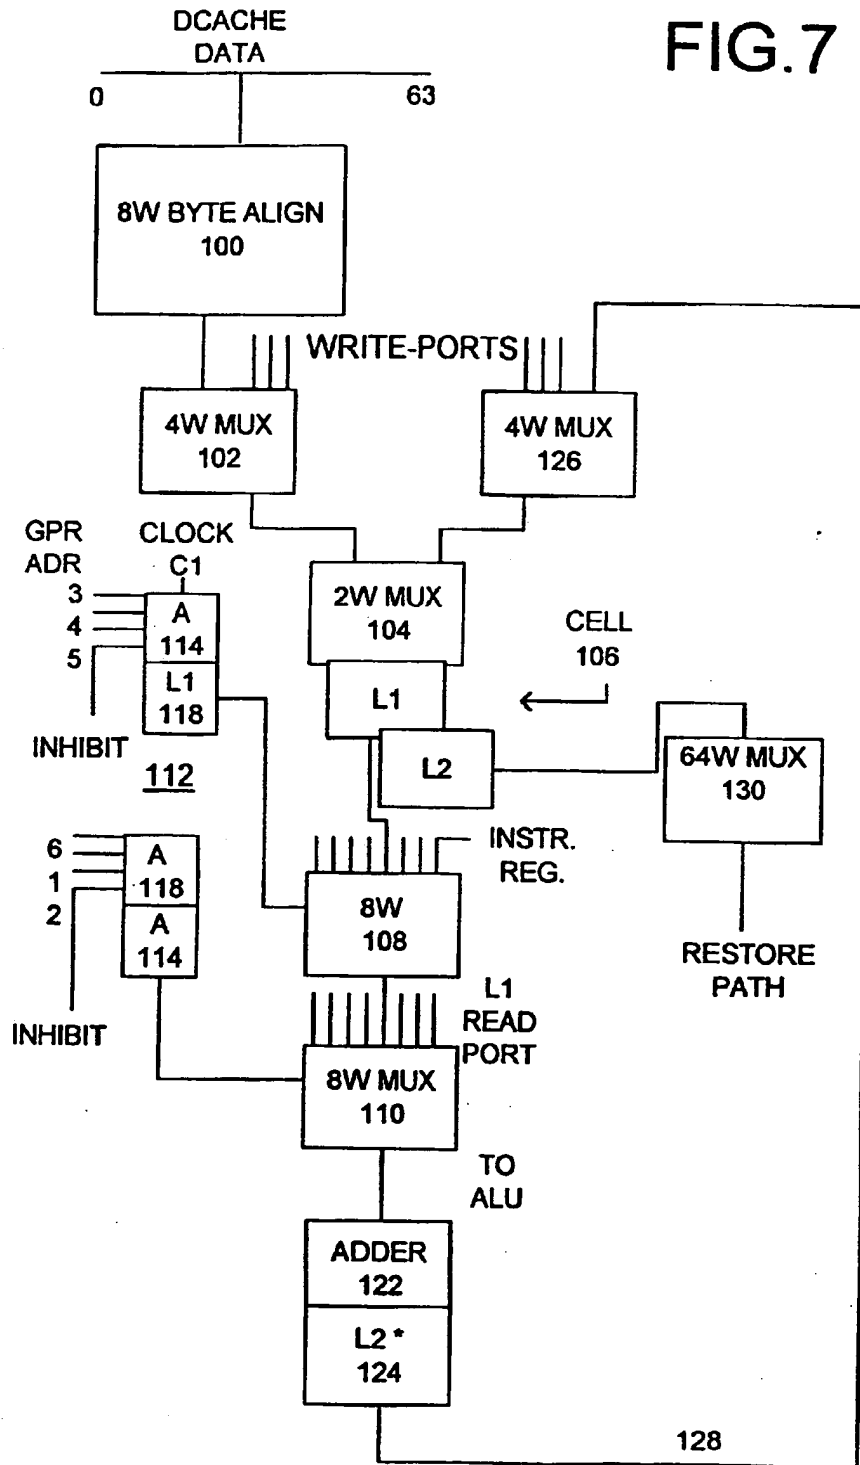 DCACHE
DATA
FIG.7
0
63
8W BYTE ALIGN
100
WRITE-PORTS
4W MUX
102
4W MUX
126
GPR
ADR
CLOCK
C1
3
4
5
A
114
L1
118
INHIBIT
112
2W MUX
104
CELL
106
L1
L2
64W MUX
130
6
1
2
A
118
A
114
INHIBIT
INSTR.
REG.
8W
108
RESTORE
PATH
L1
READ
PORT
8W MUX
110
TO
ALU
ADDER
122
L2 *
124
128